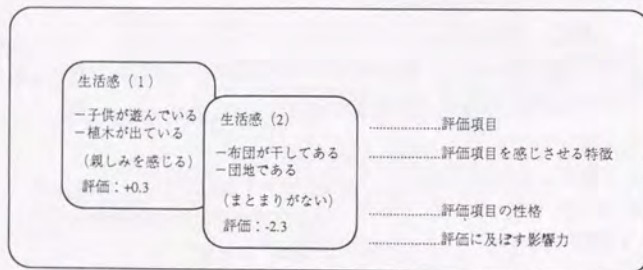 生活感(1)
－子供が遊んでいる
－植木が出ている
(親しみを感じる)
評価：+0.3
生活感(2)
－布団が干してある
－団地である
(まとまりがない)
評価：-2.3
....................評価項目
....................評価項目を感じさせる特徴
....................評価項目の性格
....................評価に及ぼす影響力